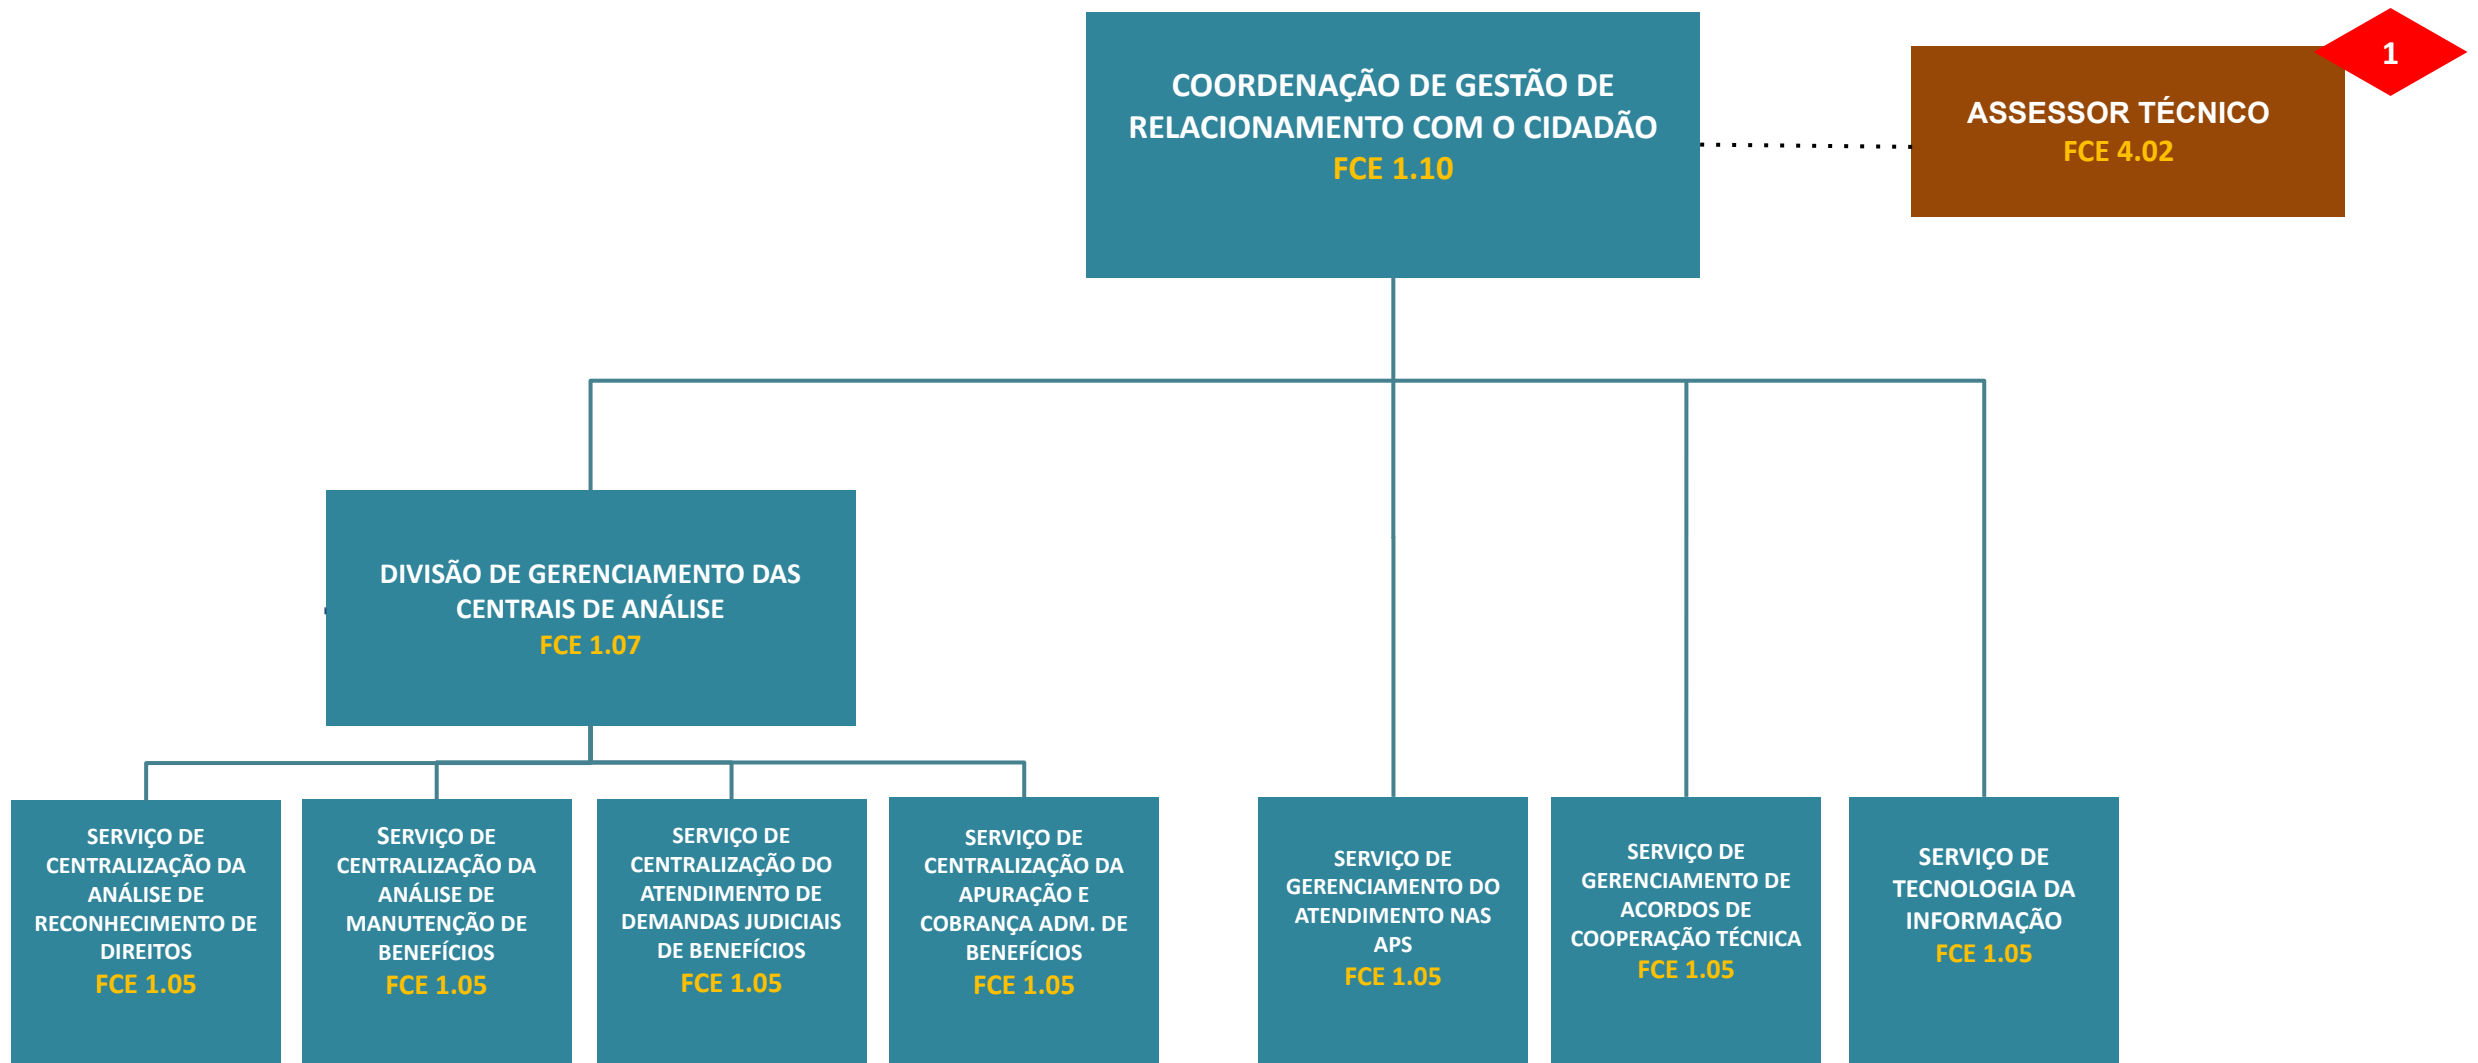 COORDENAÇÃO DE GESTÃO DE
RELACIONAMENTO COM O CIDADÃO
FCE 1.10
1
ASSESSOR TÉCNICO
FCE 4.02
DIVISÃO DE GERENCIAMENTO DAS
CENTRAIS DE ANÁLISE
FCE 1.07
SERVIÇO DE
CENTRALIZAÇÃO DA
ANÁLISE DE
RECONHECIMENTO DE
DIREITOS
FCE 1.05
SERVIÇO DE
CENTRALIZAÇÃO DA
ANÁLISE DE
MANUTENÇÃO DE
BENEFÍCIOS
FCE 1.05
SERVIÇO DE
CENTRALIZAÇÃO DO
ATENDIMENTO DE
DEMANDAS JUDICIAIS
DE BENEFÍCIOS
FCE 1.05
SERVIÇO DE
CENTRALIZAÇÃO DA
APURAÇÃO E
COBRANÇA ADM. DE
BENEFÍCIOS
FCE 1.05
SERVIÇO DE
GERENCIAMENTO DO
ATENDIMENTO NAS
APS
FCE 1.05
SERVIÇO DE
GERENCIAMENTO DE
ACORDOS DE
COOPERAÇÃO TÉCNICA
FCE 1.05
SERVIÇO DE
TECNOLOGIA DA
INFORMAÇÃO
FCE 1.05